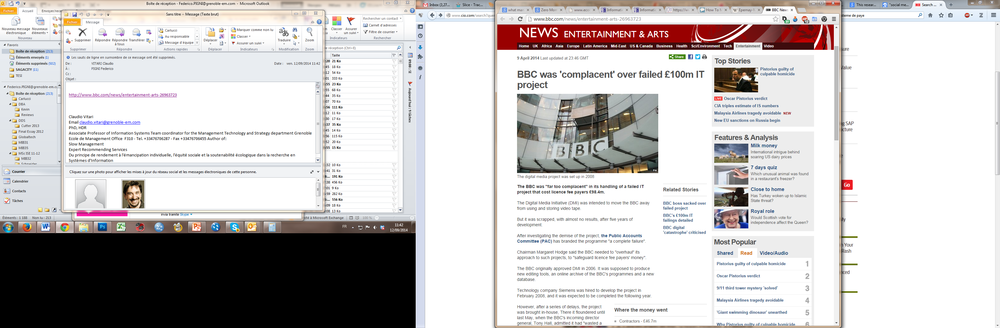 Boîte de réception - Federico.PIGNI@grenoble-em.com - Microsoft Outlook
Fichier
Accueil
Nouveau message électronique
Nouveaux éléments
Nouveau
Rechercher un contact
Carnet d'adresses
Filtre de courrier
Classer
Assurer un suivi
Indicateurs
Rechercher
Favoris
Boîte de réception (213)
Éléments envoyés (1)
Éléments supprimés (502)
SAGACITY (11)
TESI
Boîte de réception (213)
Carlucci
DBA
Kevin
Reviews
DDS
Cutter 2013
Final Essay 2012
Globaltech
MIB31
MIB35
MSc ISE 11-12
MIB32
Courrier
Calendrier
Contacts
Tâches
Éléments : 1 188 Non lu : 213
Sans titre - Message (Texte brut)
Fichier
Message
Supprimer
Répondre
Répondre à tous
Transférer
Carlucci
Au responsable
Message d'équipe
Déplacer
Marquer comme non lu
Classer
Assurer un suivi
Traduire
Zoom
Supprimer
Répondre
Actions rapides
Déplacer
Indicateurs
Modification
Zoom
Les sauts de ligne en surnombre de ce message ont été supprimés.
De : VITARI Claudio
Date : ven. 12/09/2014 11:42
À : PIGNI Federico
Cc :
Objet :
http://www.bbc.com/news/entertainment-arts-26963723
Claudio Vitari
Email claudio.vitari@grenoble-em.com
PhD, HDR
Associate Professor of Information Systems Team coordinator for the Management Technology and Strategy department Grenoble
Ecole de Management Office F310 - Tel. +33476706287 - Fax +33476706455 Author of:
Slow Management
Expert Recommending Services
Du principe de rendement à l'émancipation individuelle, l'équité sociale et la soutenabilité écologique dans la recherche en
Systèmes d'Information
Cliquez sur une photo pour afficher les mises à jour du réseau social et les messages électroniques de cette personne.
invia tramite Skype
Taille
21 Ko
18 Ko
54 Ko
333 Ko
23 Ko
68 Ko
35 Ko
70 Ko
111 Ko
11 Ko
17 Ko
35 Ko
14 Ko
115 Ko
20 Ko
15 Ko
10 Ko
31 Ko
191 Ko
456 Ko
9 Ko
282 Ko
556 Ko
18 Ko
13 Ko
09:00 : SI
Aujourd'hui : 9 tâches
100 %
FR
11:42
12/09/2014
Inbox (3,27...
Slice - Trac...
www.cio.com/search?quer
what man
Zero Mom
www.econ
Informatic
Informatic
https://ww
How To M
Epernay-M
BBC News
www.bbc.com/news/entertainment-arts-26963723
NEWS ENTERTAINMENT & ARTS
Home UK Africa Asia Europe Latin America Mid-East US & Canada Business Health Sci/Environment Tech Entertainment Video
9 April 2014 Last updated at 23:46 GMT
Share
BBC was 'complacent' over failed £100m IT
project
BBC
PA
The digital media project was set up in 2008
The BBC was "far too complacent" in its handling of a failed IT
project that cost licence fee payers £98.4m.
The Digital Media Initiative (DMI) was intended to move the BBC away
from using and storing video tape.
But it was scrapped, with almost no results, after five years of
development.
After investigating the demise of the project, the Public Accounts
Committee (PAC) has branded the programme "a complete failure".
Chairman Margaret Hodge said the BBC needed to "overhaul" its
approach to such projects, to "safeguard licence fee payers' money".
The BBC originally approved DMI in 2006. It was supposed to produce
new editing tools, an online archive of the BBC's programmes and a new
database.
Technology company Siemens was hired to develop the project in
February 2008, and it was expected to be completed the following year.
However, after a series of delays, the project
was brought in-house, There it floundered until
last May, when the BBC's incoming director
general, Tony Hall, admitted it had "wasted a
Where the money went
Contractors - £46.7m
Related Stories
BBC boss sacked over
failed project
BBC's £100m IT
failings detailed
BBC digital
'catastrophe' criticised
Top Stories
Pistorius guilty of
culpable homicide
LIVE Oscar Pistorius verdict
CIA triples estimate of IS numbers
Malaysia Airlines tragedy avoidable NEW
New EU sanctions on Russia begin
Features & Analysis
Milk money
International intrigue behind
soaring US dairy prices
7 days quiz
Which unusual animal was found
in a restaurant's freezer?
Close to home
Has Turkey woken up to Islamic
State threat?
Royal role
Would Scottish vote for
independence affect the Queen?
Most Popular
Shared Read Video/Audio
Pistorius guilty of culpable homicide 1
Oscar Pistorius verdict 2
9/11 third tower mystery 'solved' 3
Malaysia Airlines tragedy avoidable 4
'Giant swimming dinosaur' unearthed 5
Why Pistorius guilty of culpable homicide 6
This resear...
"social me...
Search ...
steme de paye
Go